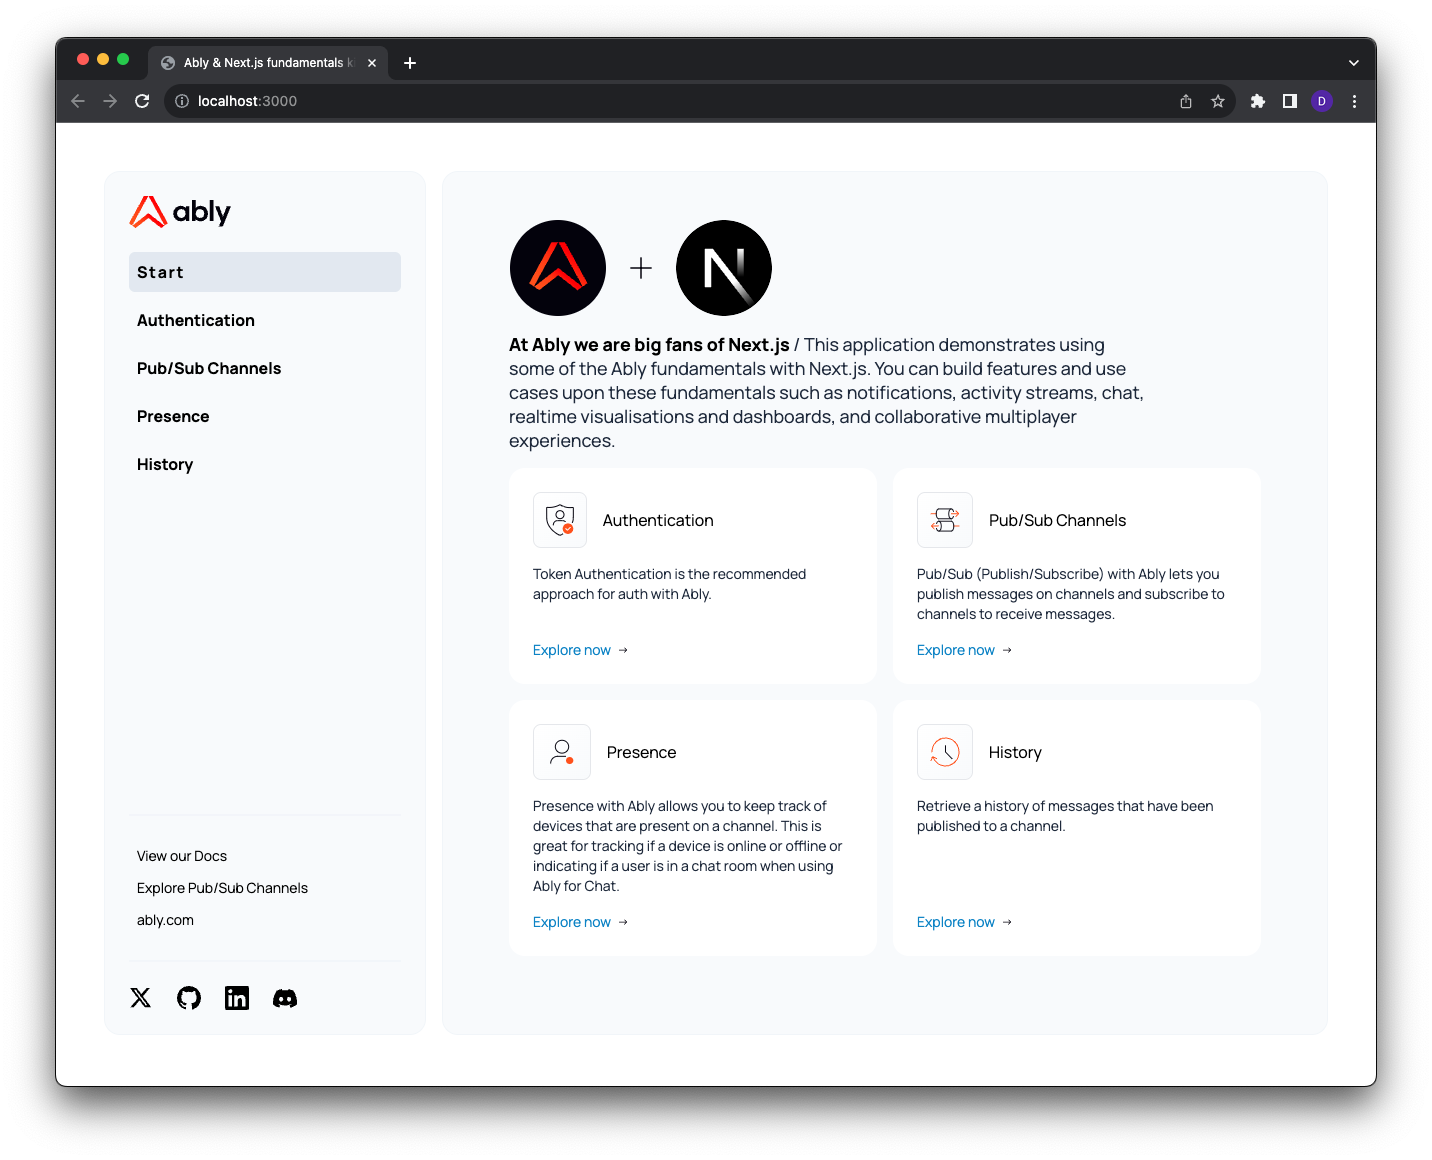 Ably & Next.js fundamentals
localhost:3000
D
ably
Start
Authentication
Pub/Sub Channels
Presence
History
View our Docs
Explore Pub/Sub Channels
ably.com
At Ably we are big fans of Next.js / This application demonstrates using
some of the Ably fundamentals with Next.js. You can build features and use
cases upon these fundamentals such as notifications, activity streams, chat,
realtime visualisations and dashboards, and collaborative multiplayer
experiences.
Authentication
Token Authentication is the recommended
approach for auth with Ably.
Explore now →
Pub/Sub Channels
Pub/Sub (Publish/Subscribe) with Ably lets you
publish messages on channels and subscribe to
channels to receive messages.
Explore now →
Presence
Presence with Ably allows you to keep track of
devices that are present on a channel. This is
great for tracking if a device is online or offline or
indicating if a user is in a chat room when using
Ably for Chat.
Explore now →
History
Retrieve a history of messages that have been
published to a channel.
Explore now →